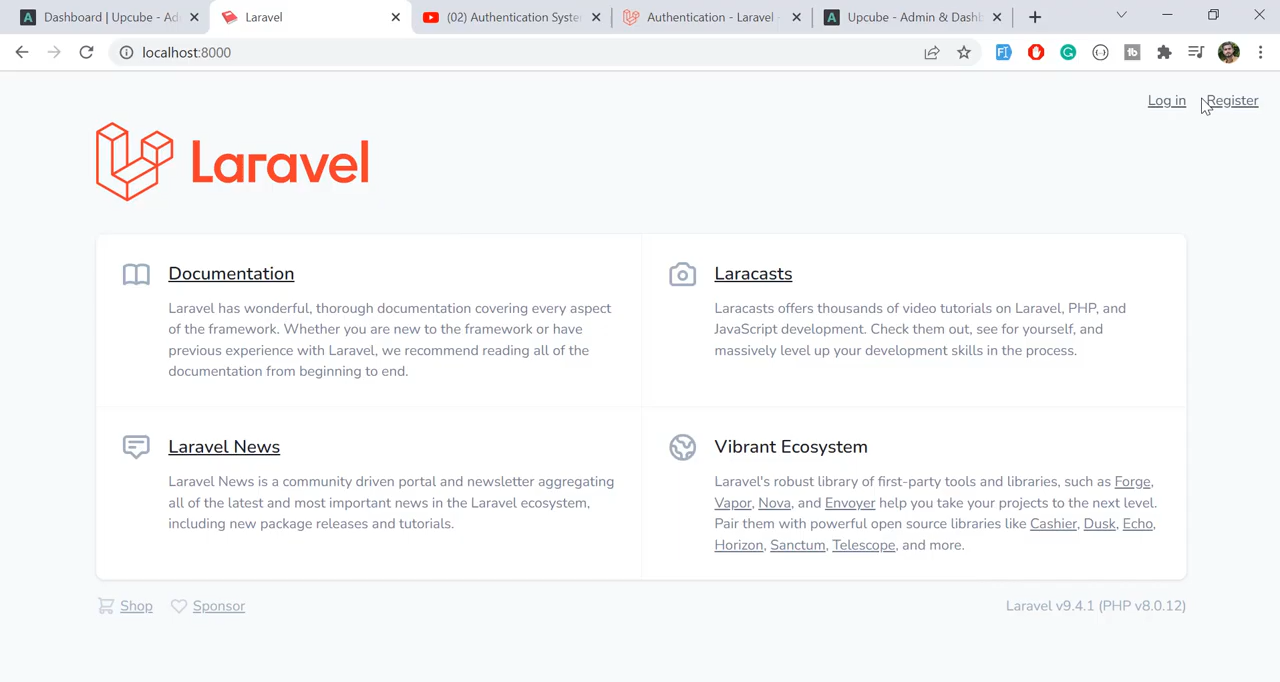 Dashboard | Upcube - Ad
Laravel
(02) Authentication Syste
Authentication - Laravel
Upcube - Admin & Dashb
localhost:8000
Log in
Register
Laravel
Documentation
Laravel has wonderful, thorough documentation covering every aspect
of the framework. Whether you are new to the framework or have
previous experience with Laravel, we recommend reading all of the
documentation from beginning to end.
Laracasts
Laracasts offers thousands of video tutorials on Laravel, PHP, and
JavaScript development. Check them out, see for yourself, and
massively level up your development skills in the process.
Laravel News
Laravel News is a community driven portal and newsletter aggregating
all of the latest and most important news in the Laravel ecosystem,
including new package releases and tutorials.
Vibrant Ecosystem
Laravel's robust library of first-party tools and libraries, such as Forge,
Vapor, Nova, and Envoyer help you take your projects to the next level.
Pair them with powerful open source libraries like Cashier, Dusk, Echo,
Horizon, Sanctum, Telescope, and more.
Shop
Sponsor
Laravel v9.4.1 (PHP v8.0.12)